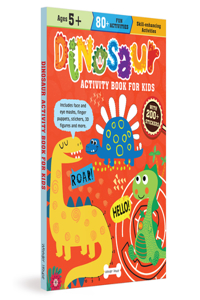 Ages 5+
80+
FUN ACTIVITIES
Skill-enhancing
Activities
Dinosaur
ACTIVITY BOOK FOR KIDS
Includes face and
eye masks, finger
puppets, stickers, 3D
figures and more.
WITH
200+
ROAR!
HELLO!
DINOSAUR ACTIVITY BOOK FOR KIDS